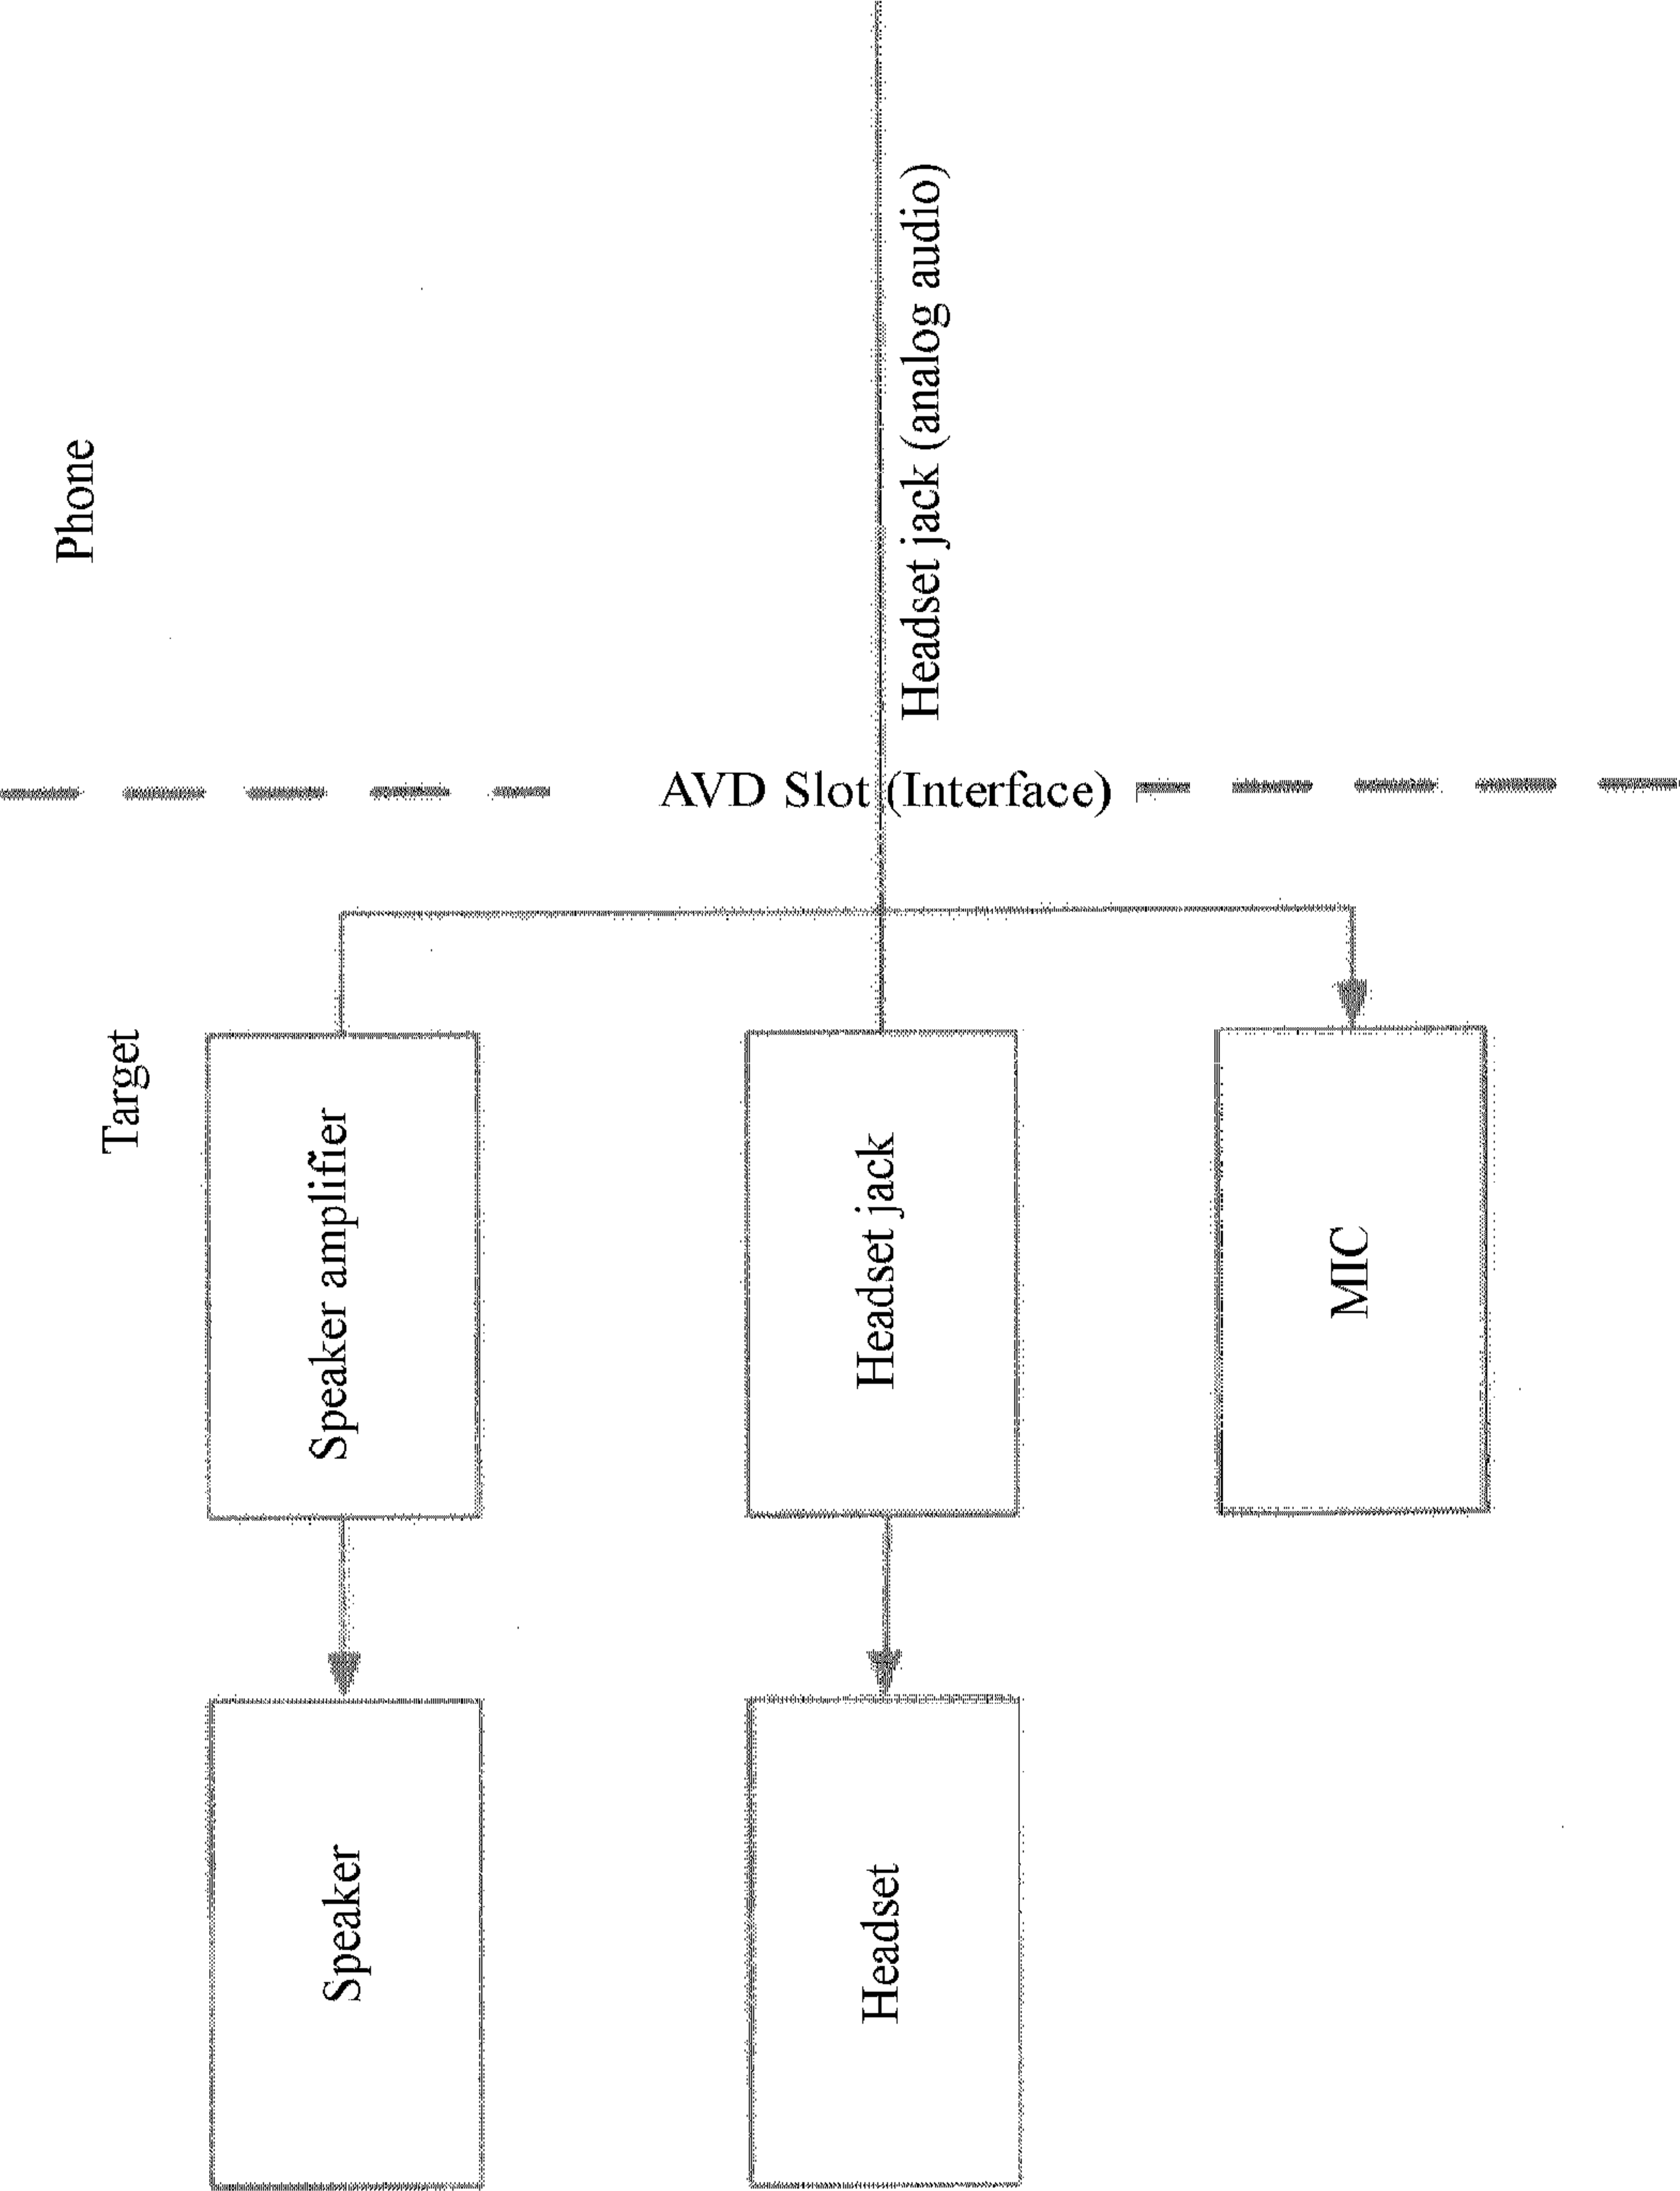 Phone
Headset jack (analog audio)
AVD Slot (Interface)
Target
Speaker amplifier
Headset jack
MIC
Speaker
Headset